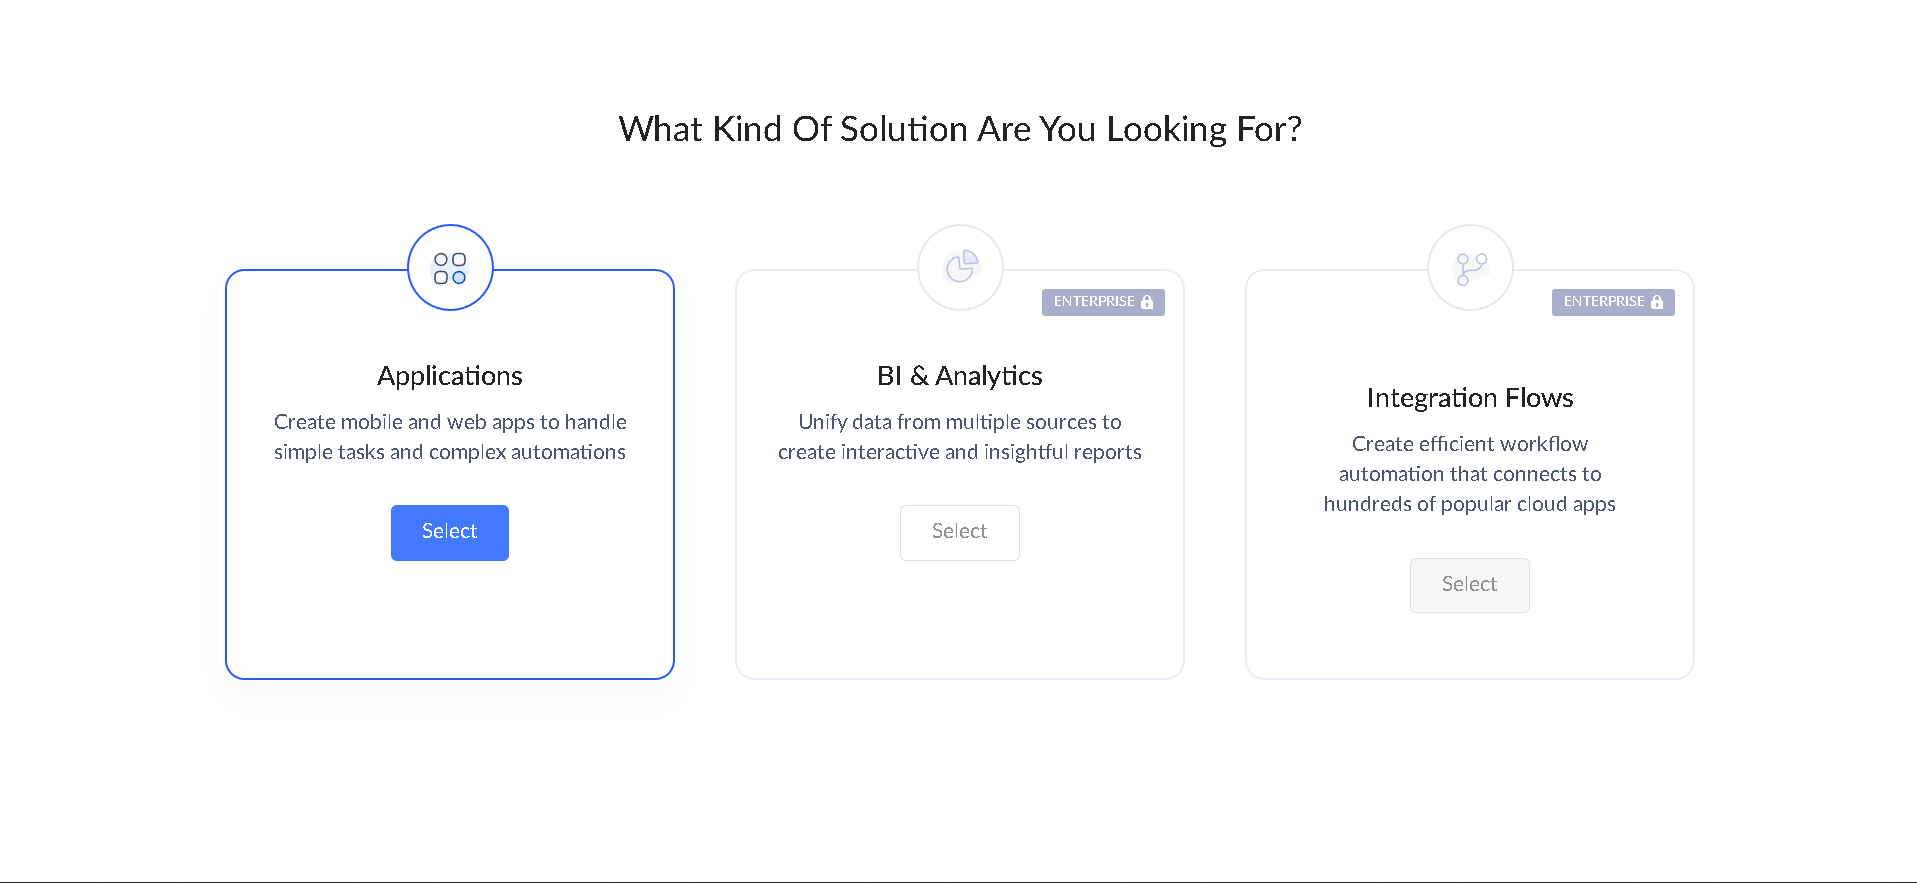 What Kind Of Solution Are You Looking For?
Applications
Create mobile and web apps to handle
simple tasks and complex automations
Select
ENTERPRISE
BI & Analytics
Unify data from multiple sources to
create interactive and insightful reports
Select
ENTERPRISE
Integration Flows
Create efficient workflow
automation that connects to
hundreds of popular cloud apps
Select